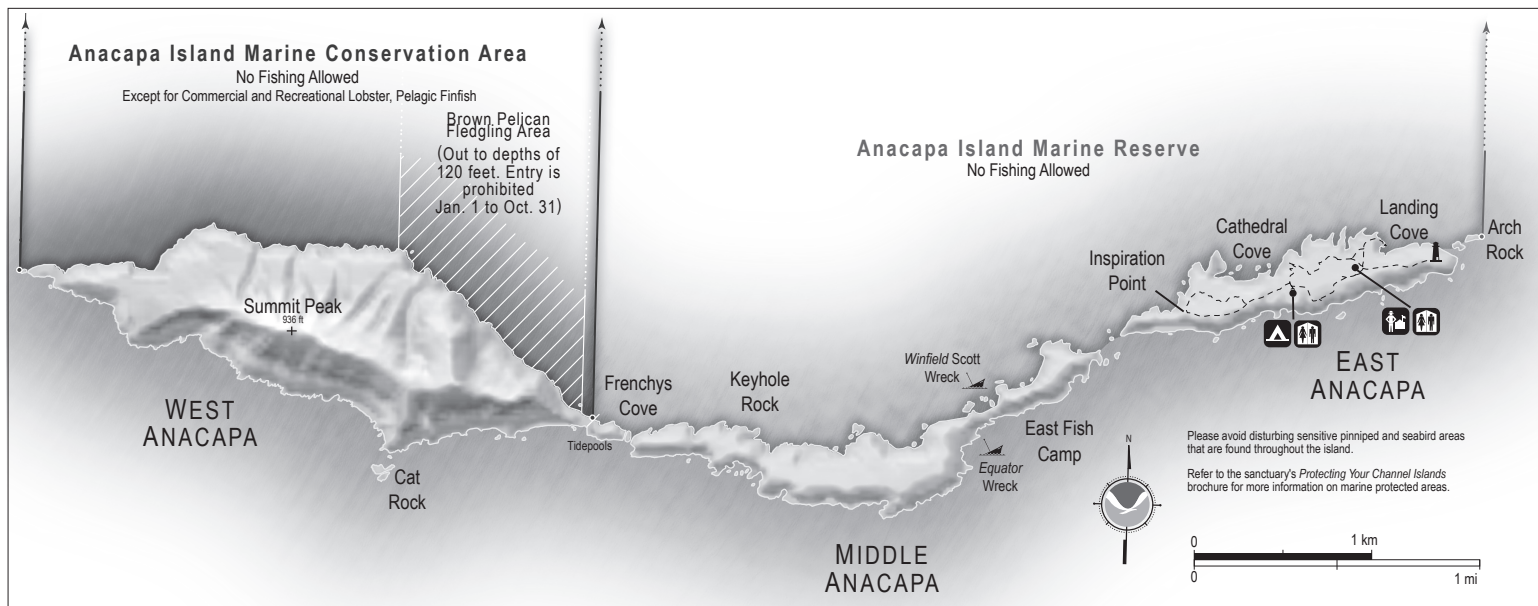 Anacapa Island Marine Conservation Area
No Fishing Allowed
Except for Commercial and Recreational Lobster, Pelagic Finfish
Brown Pelican
Fledgling Area
(Out to depths of
120 feet. Entry is
prohibited
Jan. 1 to Oct. 31)
Anacapa Island Marine Reserve
No Fishing Allowed
Landing
Cove
Cathedral
Cove
Arch
Rock
Inspiration
Point
Summit Peak
936 ft
Winfield Scott
Wreck
EAST
ANACAPA
Frenchys
Cove
Keyhole
Rock
WEST
ANACAPA
Tidepools
East Fish
Camp
Equator
Wreck
Cat
Rock
MIDDLE
ANACAPA
N
Please avoid disturbing sensitive pinniped and seabird areas
that are found throughout the island.
Refer to the sanctuary's Protecting Your Channel Islands
brochure for more information on marine protected areas.
0 1 km
0 1 mi